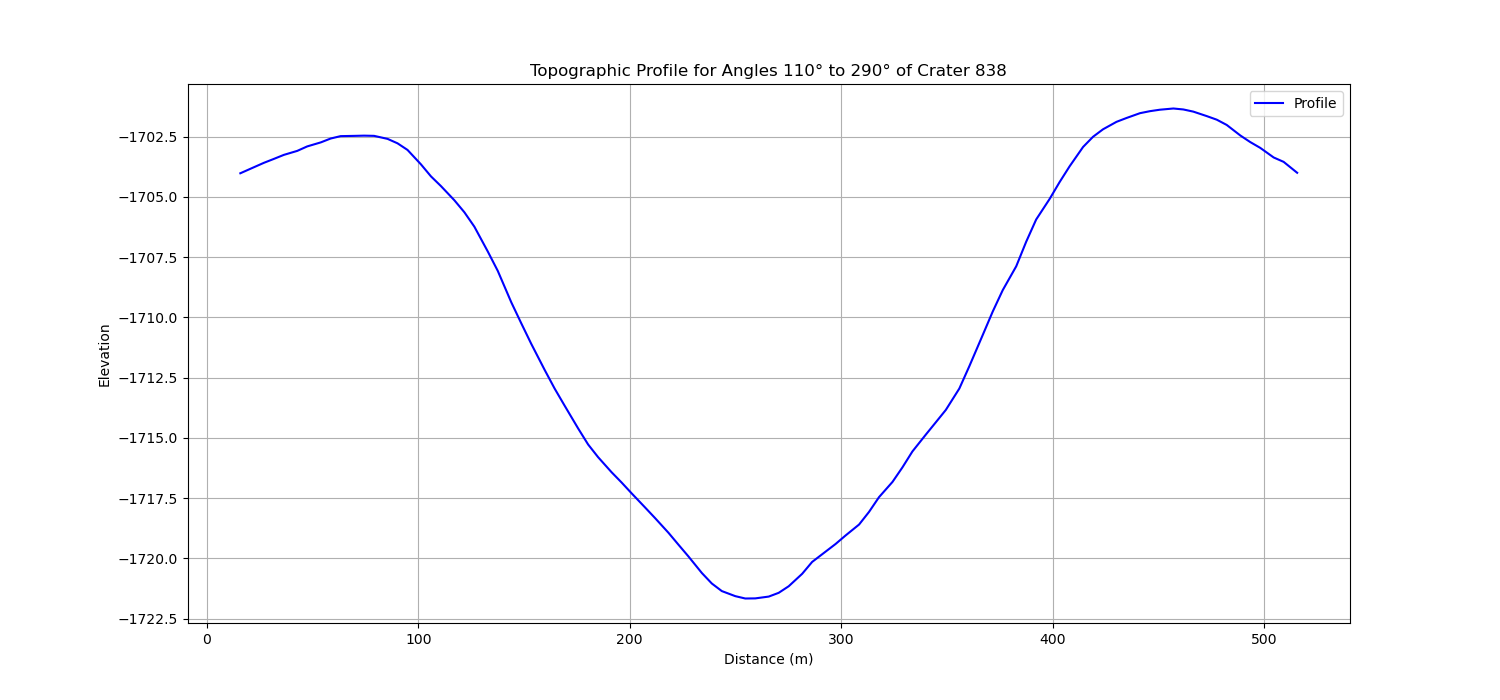 Topographic Profile for Angles 110° to 290° of Crater 838
Profile
−1702.5
−1705.0
−1707.5
−1710.0
−1712.5
−1715.0
−1717.5
−1720.0
−1722.5
Elevation
0 100 200 300 400 500
Distance (m)